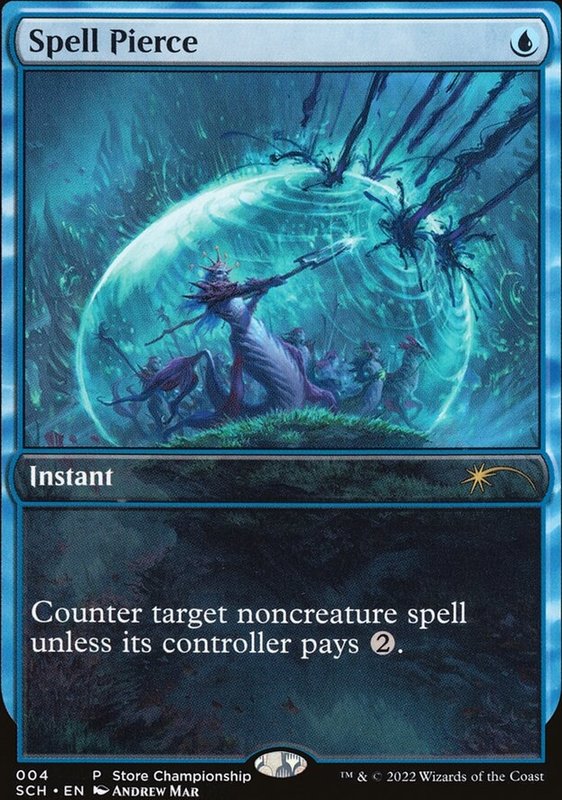 Spell Pierce
Instant
Counter target noncreature spell
unless its controller pays 2.
004 P Store Championship ™ & © 2022 Wizards of the Coast
SCH • EN Andrew Mar